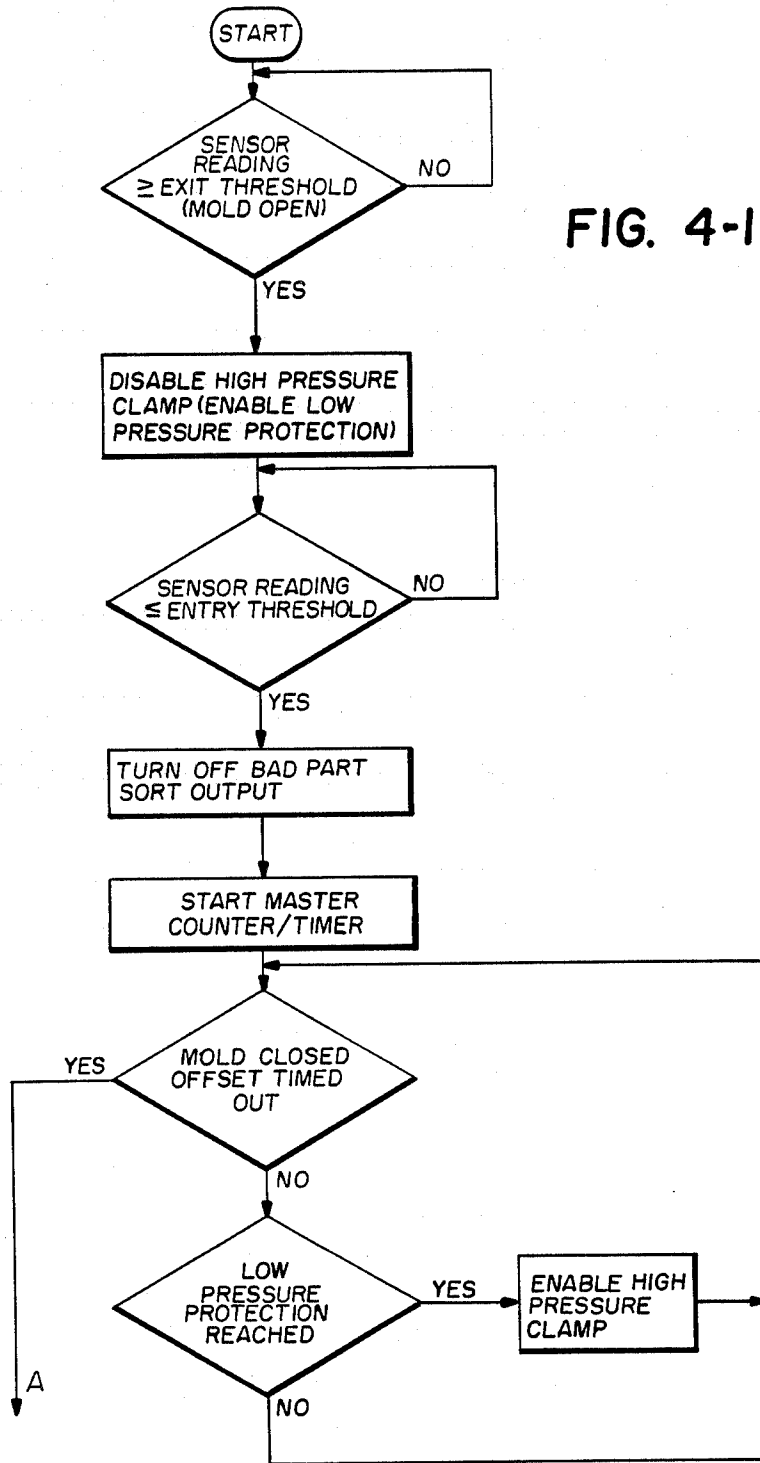 START
SENSOR
READING
≥ EXIT THRESHOLD
(MOLD OPEN)
NO
FIG. 4-1
YES
DISABLE HIGH PRESSURE
CLAMP (ENABLE LOW
PRESSURE PROTECTION)
SENSOR READING
≤ ENTRY THRESHOLD
NO
YES
TURN OFF BAD PART
SORT OUTPUT
START MASTER
COUNTER/TIMER
MOLD CLOSED
OFFSET TIMED
OUT
YES
NO
LOW
PRESSURE
PROTECTION
REACHED
YES
ENABLE HIGH
PRESSURE
CLAMP
A
NO